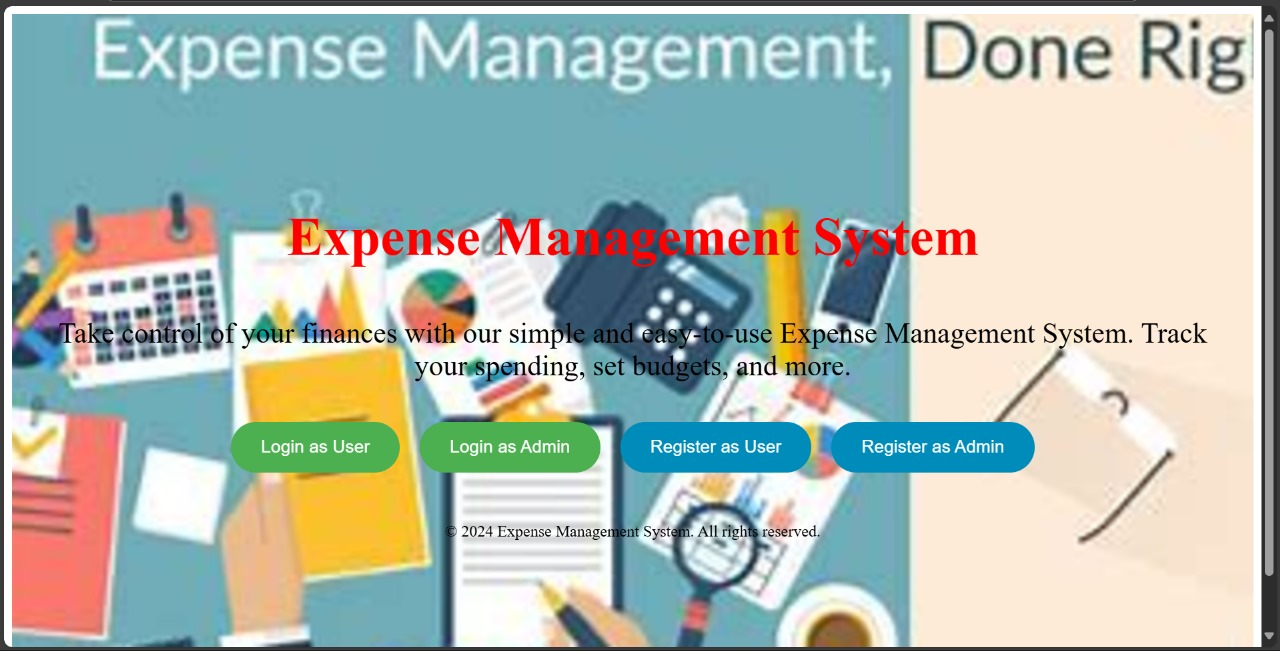 Expense Management, Done Rig
Expense Management System
Take control of your finances with our simple and easy-to-use Expense Management System. Track
your spending, set budgets, and more.
Login as User
Login as Admin
Register as User
Register as Admin
© 2024 Expense Management System. All rights reserved.